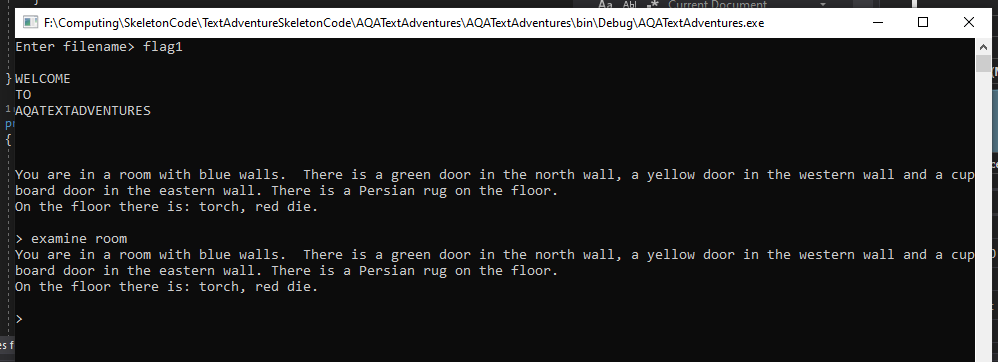 Aa Abl .* Current Document
F:\Computing\SkeletonCode\TextAdventureSkeletonCode\AQATextAdventures\AQATextAdventures\bin\Debug\AQATextAdventures.exe
Enter filename> flag1
}
WELCOME
TO
AQATEXTADVENTURES
{
You are in a room with blue walls.  There is a green door in the north wall, a yellow door in the western wall and a cup
board door in the eastern wall. There is a Persian rug on the floor.
On the floor there is: torch, red die.
> examine room
You are in a room with blue walls.  There is a green door in the north wall, a yellow door in the western wall and a cup
board door in the eastern wall. There is a Persian rug on the floor.
On the floor there is: torch, red die.
>